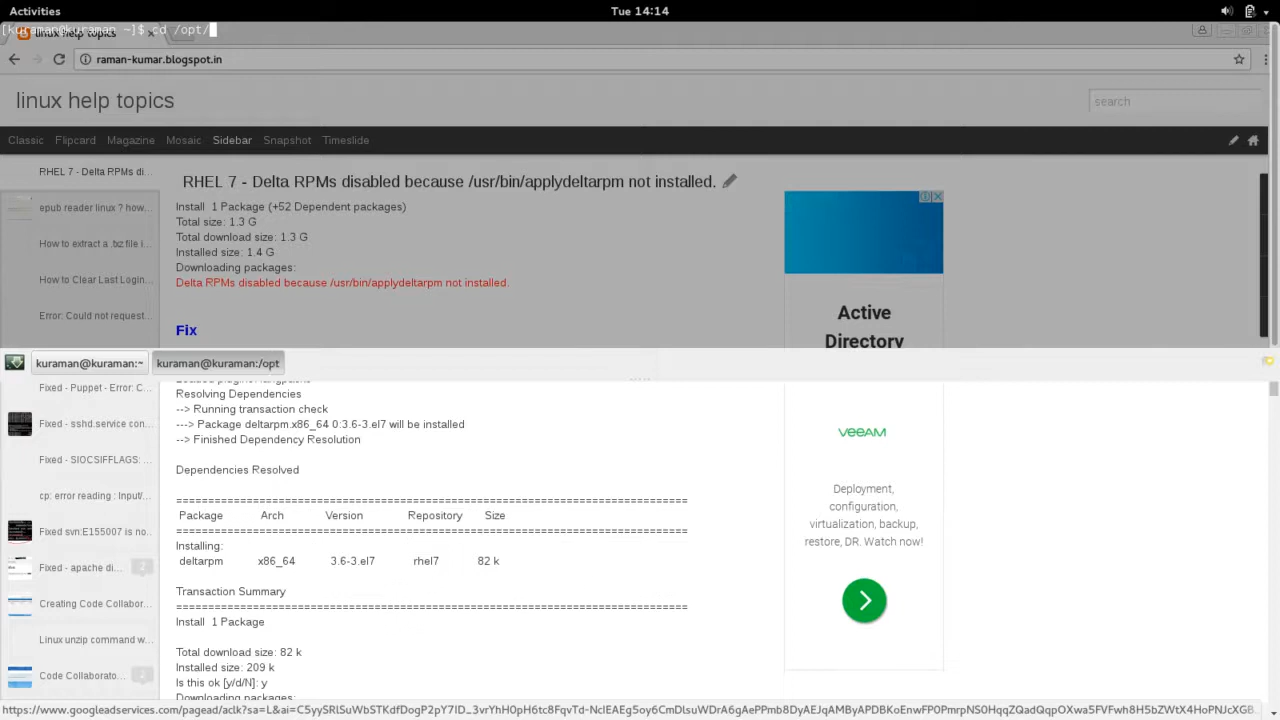 Activities
Tue 14:14
[kuraman@kuraman ~]$ cd /opt/
linux help topics
raman-kumar.blogspot.in
linux help topics
search
Classic Flipcard Magazine Mosaic Sidebar Snapshot Timeslide
RHEL 7 - Delta RPMs di...
epub reader linux ? how...
How to extract a .txz file i...
How to Clear Last Login...
Error: Could not request...
RHEL 7 - Delta RPMs disabled because /usr/bin/applydeltarpm not installed.
Install 1 Package (+52 Dependent packages)
Total size: 1.3 G
Total download size: 1.3 G
Installed size: 1.4 G
Downloading packages:
Delta RPMs disabled because /usr/bin/applydeltarpm not installed.
Fix
Active
Directory
kuraman@kuraman:~
kuraman@kuraman:/opt
Fixed - Puppet - Error: C...
Fixed - sshd.service con...
Fixed - SIOCSIFFLAGS: ...
cp: error reading : Input/...
Fixed svn:E155007 is no...
Fixed - apache di...
2
Creating Code Collabor...
Linux unzip command w...
Code Collaborato...
Resolving Dependencies
--> Running transaction check
---> Package deltarpm.x86_64 0:3.6-3.el7 will be installed
--> Finished Dependency Resolution
Dependencies Resolved
================================================================================
Package Arch Version Repository Size
================================================================================
Installing:
deltarpm x86_64 3.6-3.el7 rhel7 82 k
Transaction Summary
================================================================================
Install 1 Package
Total download size: 82 k
Installed size: 209 k
Is this ok [y/d/N]: y
Downloading packages:
veeam
Deployment,
configuration,
virtualization, backup,
restore, DR. Watch now!